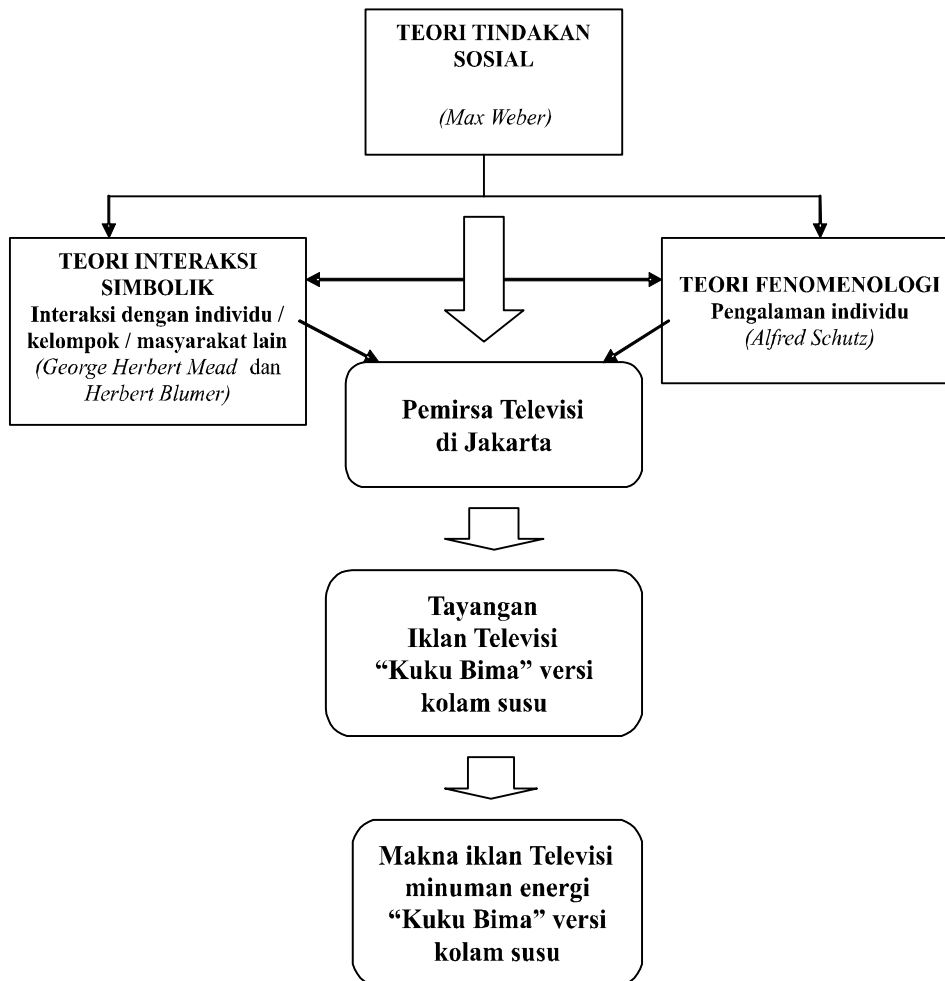 TEORI TINDAKAN
SOSIAL
(Max Weber)
TEORI INTERAKSI
SIMBOLIK
Interaksi dengan individu /
kelompok / masyarakat lain
(George Herbert Mead dan
Herbert Blumer)
TEORI FENOMENOLOGI
Pengalaman individu
(Alfred Schutz)
Pemirsa Televisi
di Jakarta
Tayangan
Iklan Televisi
“Kuku Bima” versi
kolam susu
Makna iklan Televisi
minuman energi
“Kuku Bima” versi
kolam susu